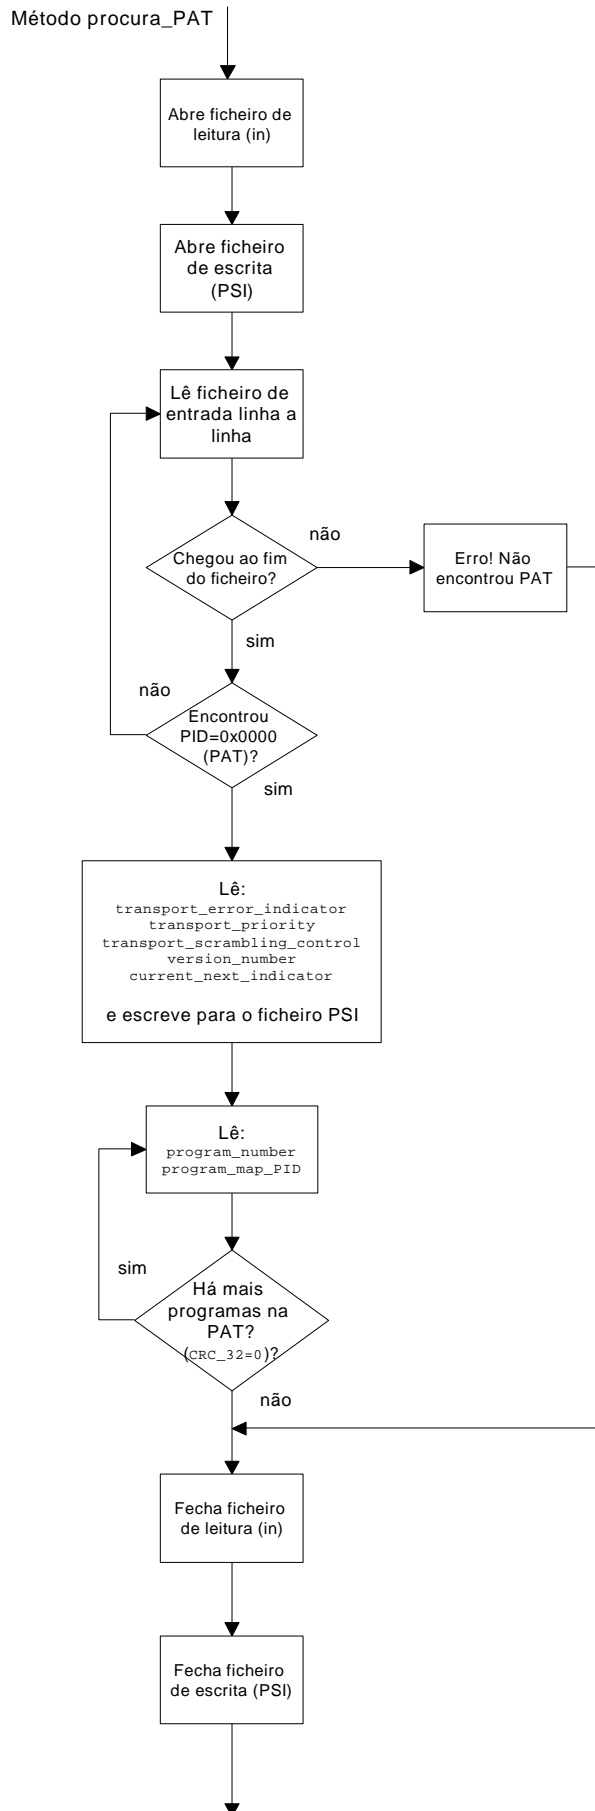 Método procura_PAT
Abre ficheiro de
leitura (in)
Abre ficheiro
de escrita
(PSI)
Lê ficheiro de
entrada linha a
linha
não
Chegou ao fim
do ficheiro?
Erro! Não
encontrou PAT
sim
não
Encontrou
PID=0x0000
(PAT)?
sim
Lê:
transport_error_indicator
transport_priority
transport_scrambling_control
version_number
current_next_indicator
e escreve para o ficheiro PSI
Lê:
program_number
program_map_PID
sim
Há mais
programas na
PAT?
(CRC_32=0)?
não
Fecha ficheiro
de leitura (in)
Fecha ficheiro
de escrita (PSI)